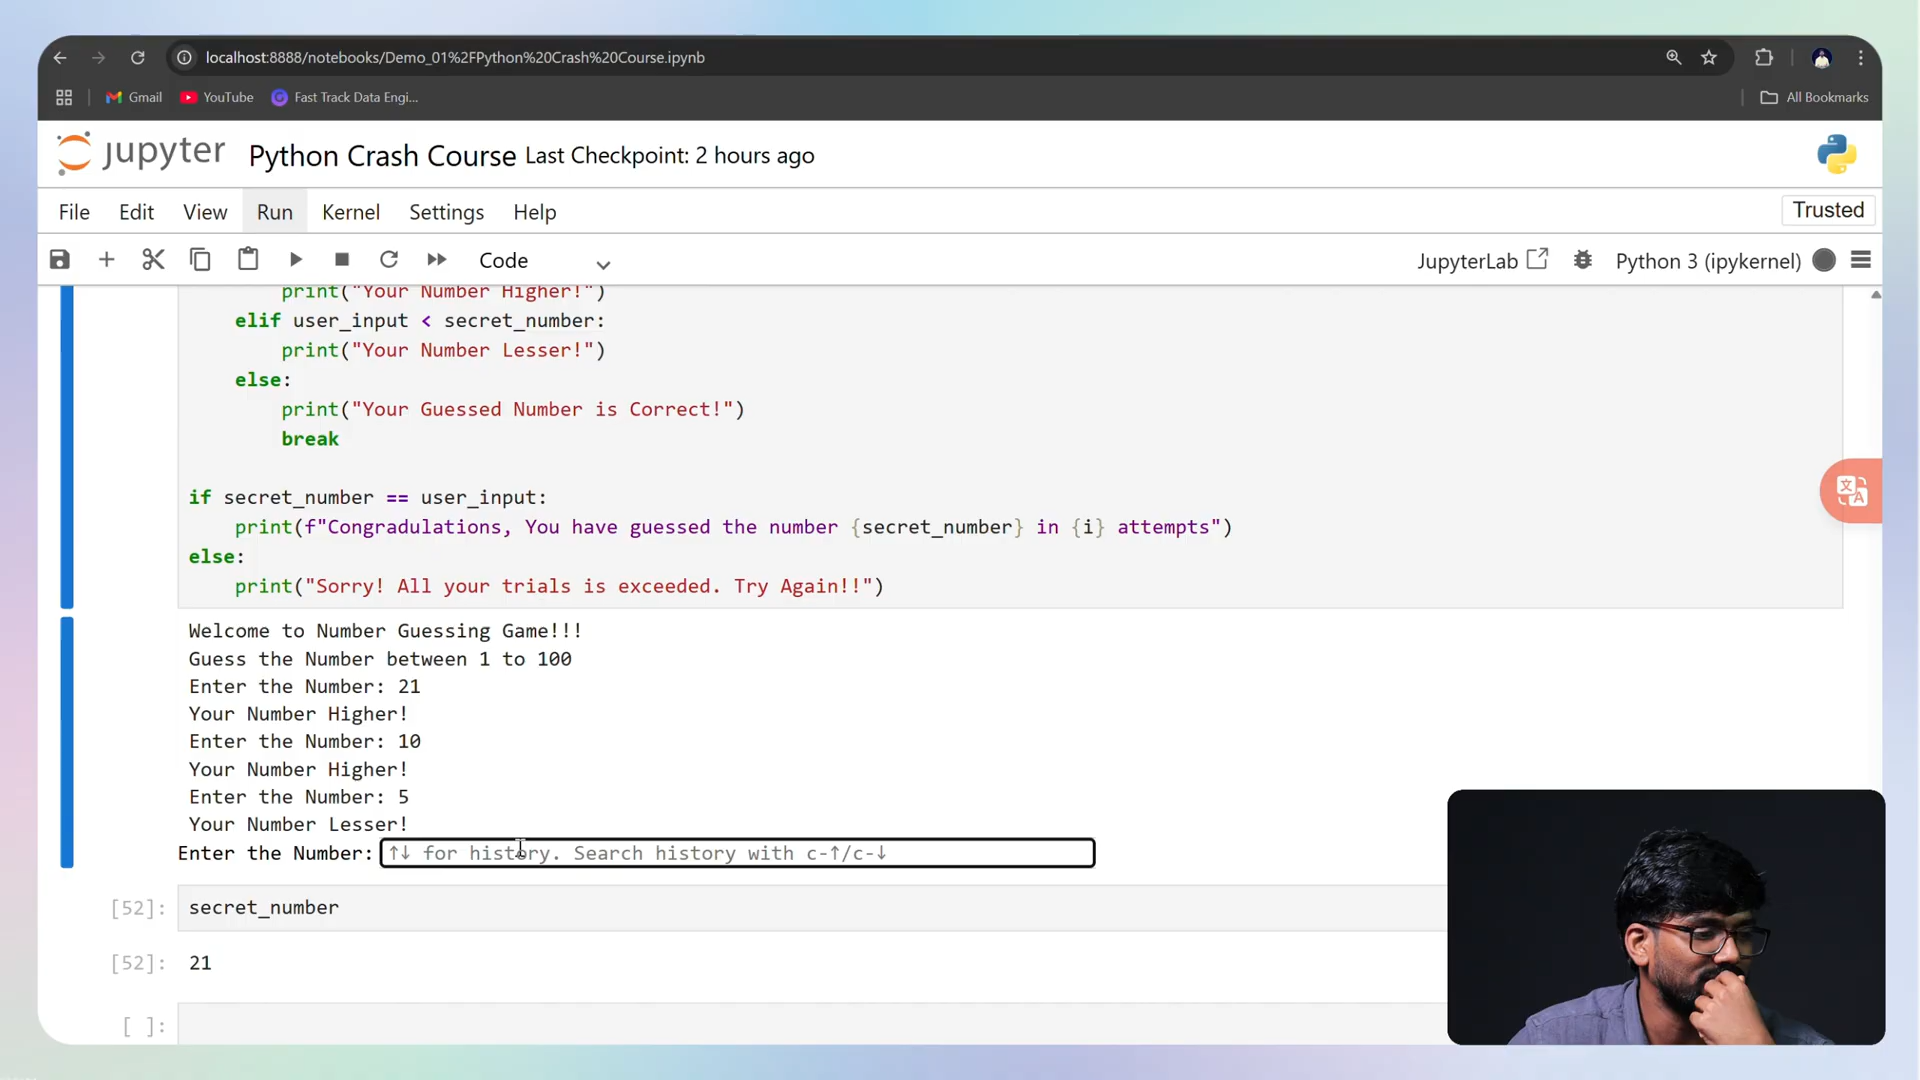 localhost:8888/notebooks/Demo_01%2FPython%20Crash%20Course.ipynb
Gmail
YouTube
Fast Track Data Engi...
All Bookmarks
jupyter
Python Crash Course Last Checkpoint: 2 hours ago
File
Edit
View
Run
Kernel
Settings
Help
Trusted
Code
JupyterLab
Python 3 (ipykernel)
print("Your Number Higher!")
elif user_input < secret_number:
print("Your Number Lesser!")
else:
print("Your Guessed Number is Correct!")
break
if secret_number == user_input:
print(f"Congradulations, You have guessed the number {secret_number} in {i} attempts")
else:
print("Sorry! All your trials is exceeded. Try Again!!")
Welcome to Number Guessing Game!!!
Guess the Number between 1 to 100
Enter the Number: 21
Your Number Higher!
Enter the Number: 10
Your Number Higher!
Enter the Number: 5
Your Number Lesser!
Enter the Number: ↑↓ for history. Search history with c-↑/c-↓
[52]: secret_number
[52]: 21
[ ]: